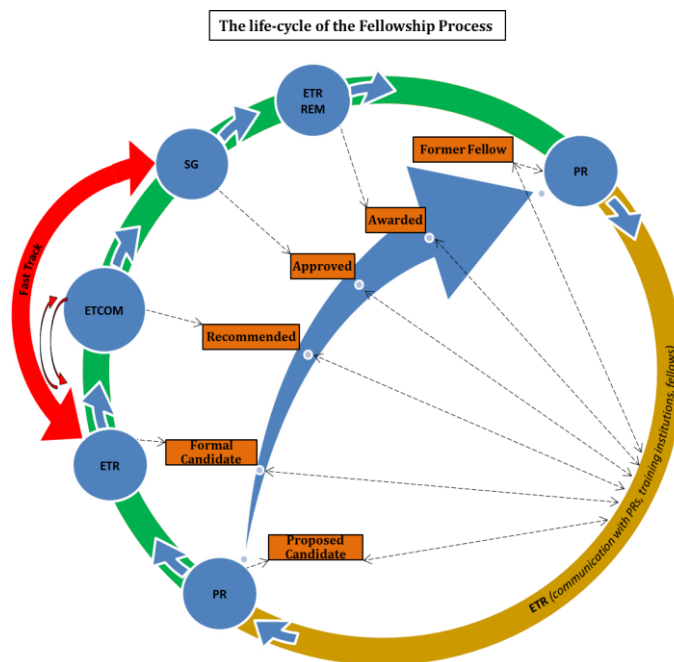 The life-cycle of the Fellowship Process
ETR
REM
Former Fellow
SG
PR
Awarded
Fast Track
Approved
ETCOM
Recommended
Formal
Candidate
ETR
Proposed
Candidate
PR
ETR (communication with PRs, training institutions, fellows)